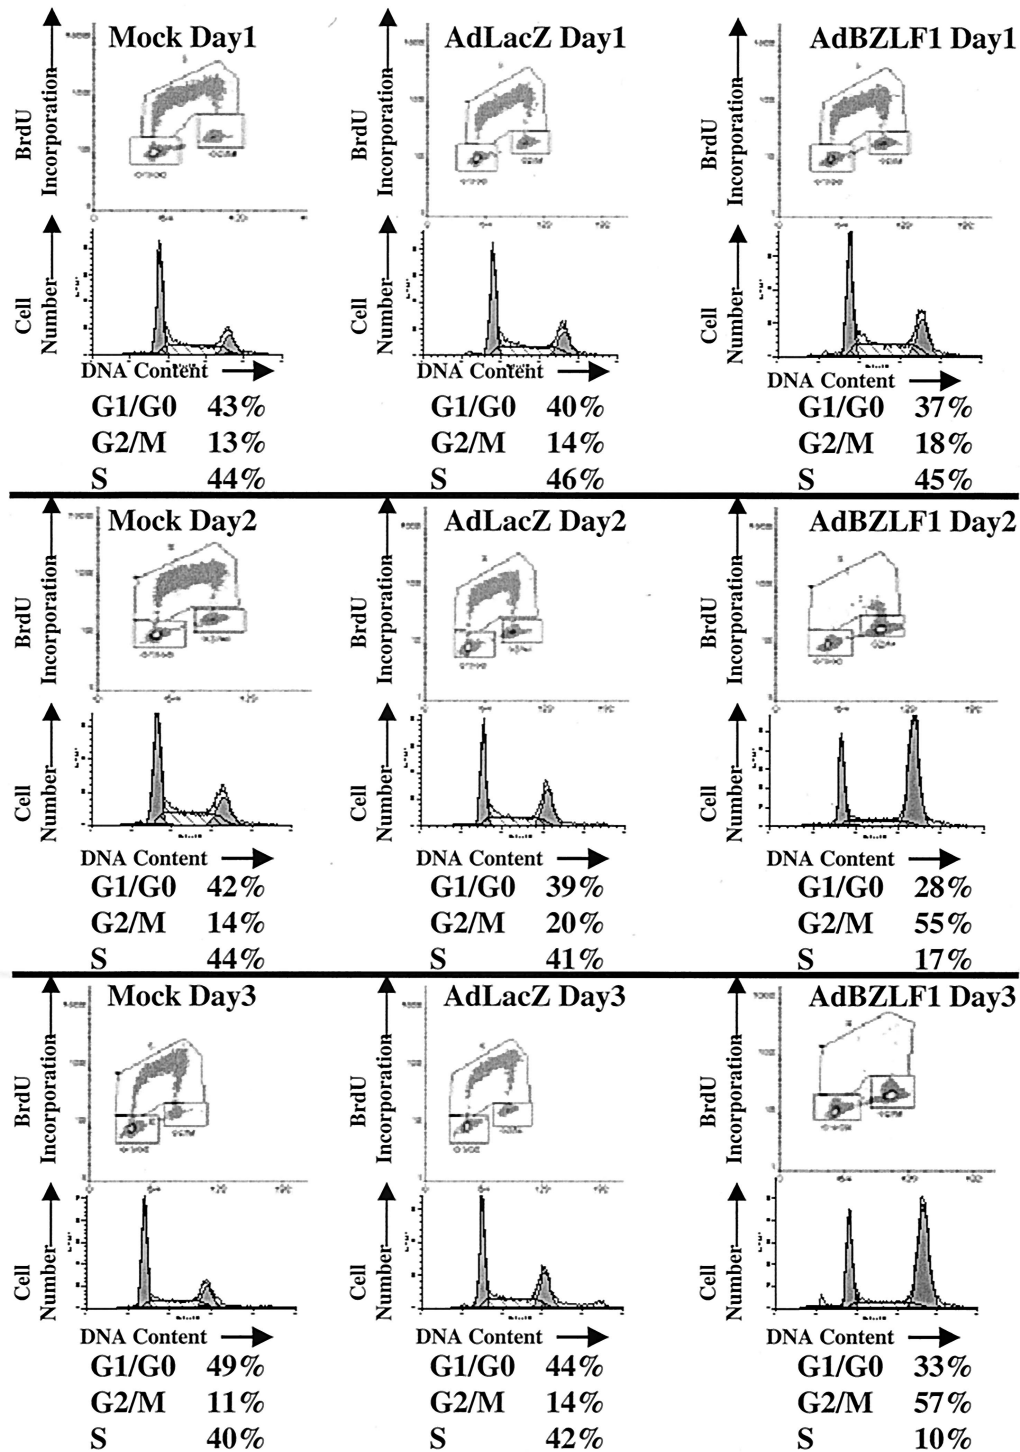 Mock Day1
AdLacZ Day1
AdBZLF1 Day1
BrdU
Incorporation
BrdU
Incorporation
BrdU
Incorporation
Cell
Number
Cell
Number
Cell
Number
DNA Content
DNA Content
DNA Content
G1/G0 43%
G1/G0 40%
G1/G0 37%
G2/M 13%
G2/M 14%
G2/M 18%
S 44%
S 46%
S 45%
Mock Day2
AdLacZ Day2
AdBZLF1 Day2
BrdU
Incorporation
BrdU
Incorporation
BrdU
Incorporation
Cell
Number
Cell
Number
Cell
Number
DNA Content
DNA Content
DNA Content
G1/G0 42%
G1/G0 39%
G1/G0 28%
G2/M 14%
G2/M 20%
G2/M 55%
S 44%
S 41%
S 17%
Mock Day3
AdLacZ Day3
AdBZLF1 Day3
BrdU
Incorporation
BrdU
Incorporation
BrdU
Incorporation
Cell
Number
Cell
Number
Cell
Number
DNA Content
DNA Content
DNA Content
G1/G0 49%
G1/G0 44%
G1/G0 33%
G2/M 11%
G2/M 14%
G2/M 57%
S 40%
S 42%
S 10%